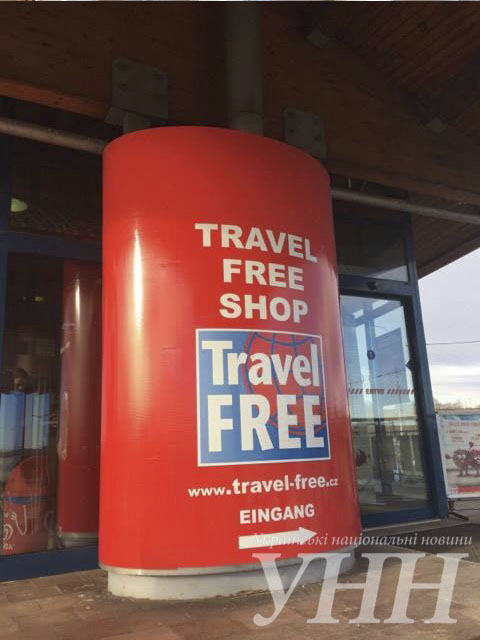 TRAVEL
FREE
SHOP
Travel
FREE
www.travel-free.cz
EINGANG
Українські національні новини
УНН